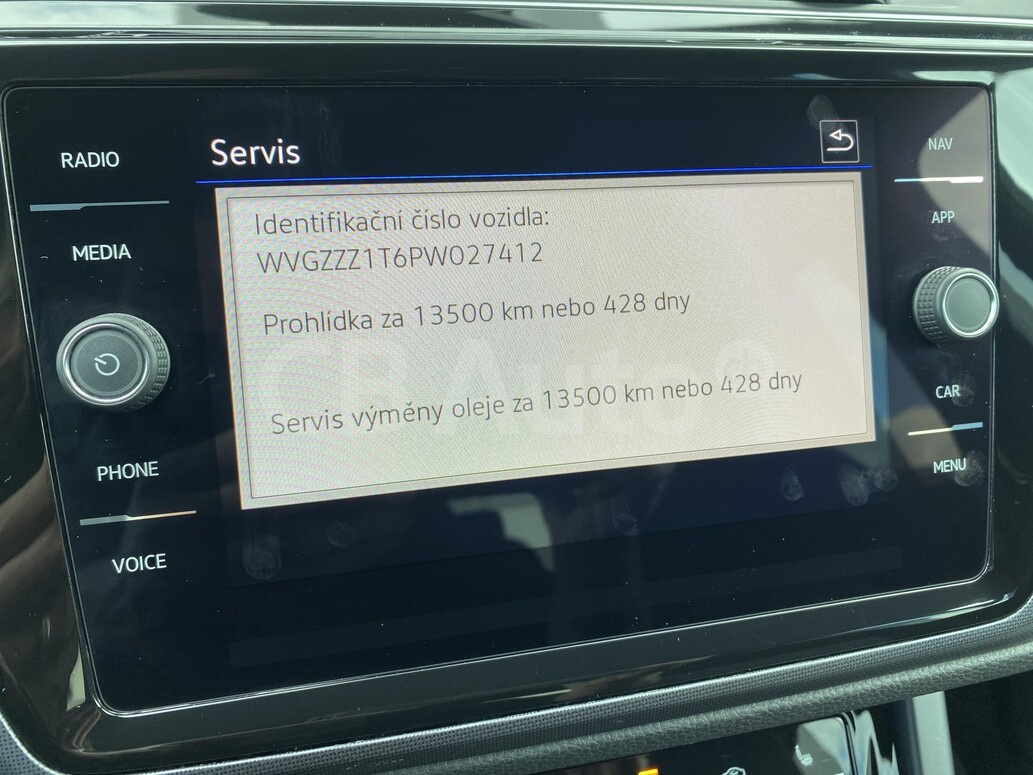 RADIO
MEDIA
PHONE
VOICE
Servis
Identifikační číslo vozidla:
WVGZZZ1T6PW027412
Prohlídka za 13500 km nebo 428 dny
Servis výměny oleje za 13500 km nebo 428 dny
NAV
APP
CAR
MENU